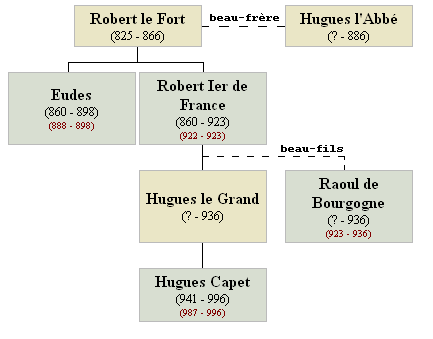 Robert le Fort
(825 - 866)
beau-frère
Hugues l'Abbé
(? - 886)
Eudes
(860 - 898)
(888 - 898)
Robert Ier de
France
(860 - 923)
(922 - 923)
beau-fils
Hugues le Grand
(? - 936)
Raoul de
Bourgogne
(? - 936)
(923 - 936)
Hugues Capet
(941 - 996)
(987 - 996)